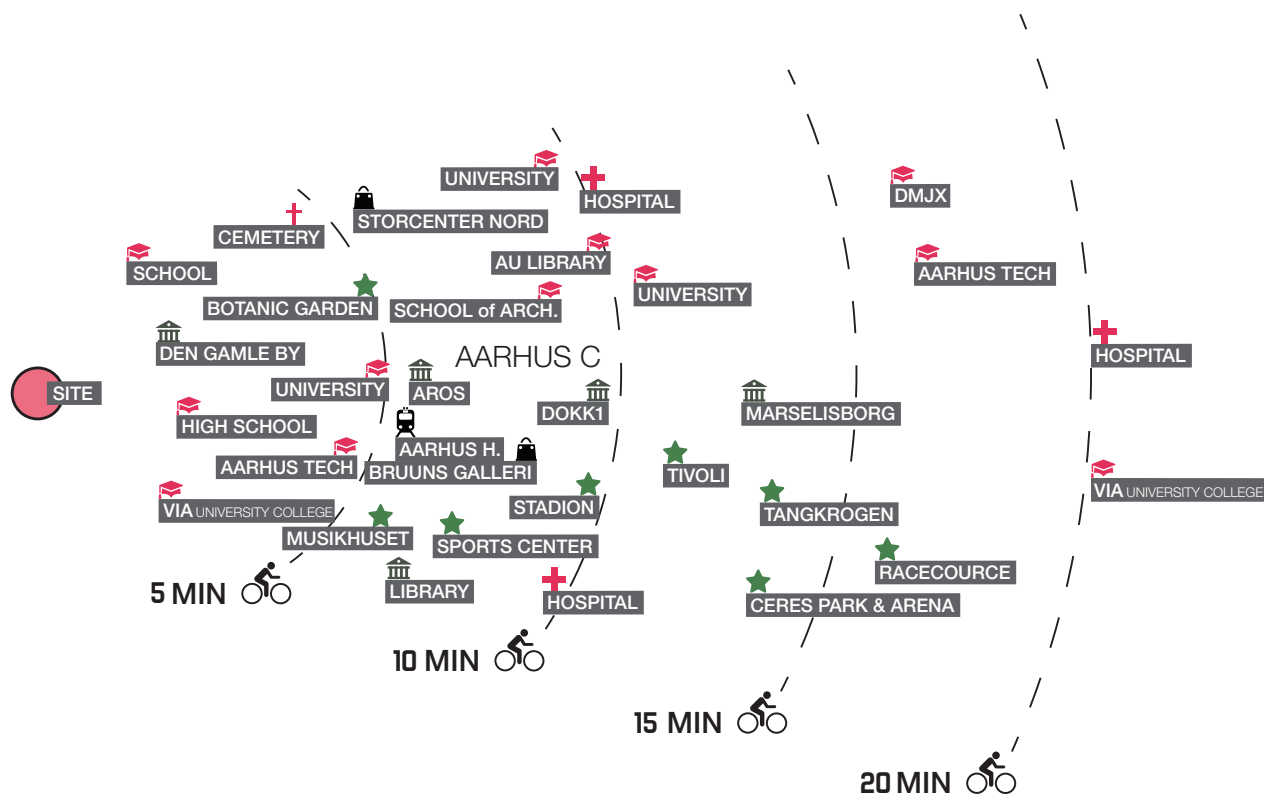 UNIVERSITY
HOSPITAL
DMJX
STORCENTER NORD
CEMETERY
AU LIBRARY
SCHOOL
AARHUS TECH
UNIVERSITY
BOTANIC GARDEN
SCHOOL of ARCH.
DEN GAMLE BY
AARHUS C
HOSPITAL
SITE
UNIVERSITY
AROS
DOKK1
MARSELISBORG
HIGH SCHOOL
AARHUS H.
BRUUNS GALLERI
AARHUS TECH
TIVOLI
VIA UNIVERSITY COLLEGE
STADION
TANGKROGEN
VIA UNIVERSITY COLLEGE
MUSIKHUSET
SPORTS CENTER
RACECOURCE
LIBRARY
HOSPITAL
CERES PARK & ARENA
5 MIN
10 MIN
15 MIN
20 MIN